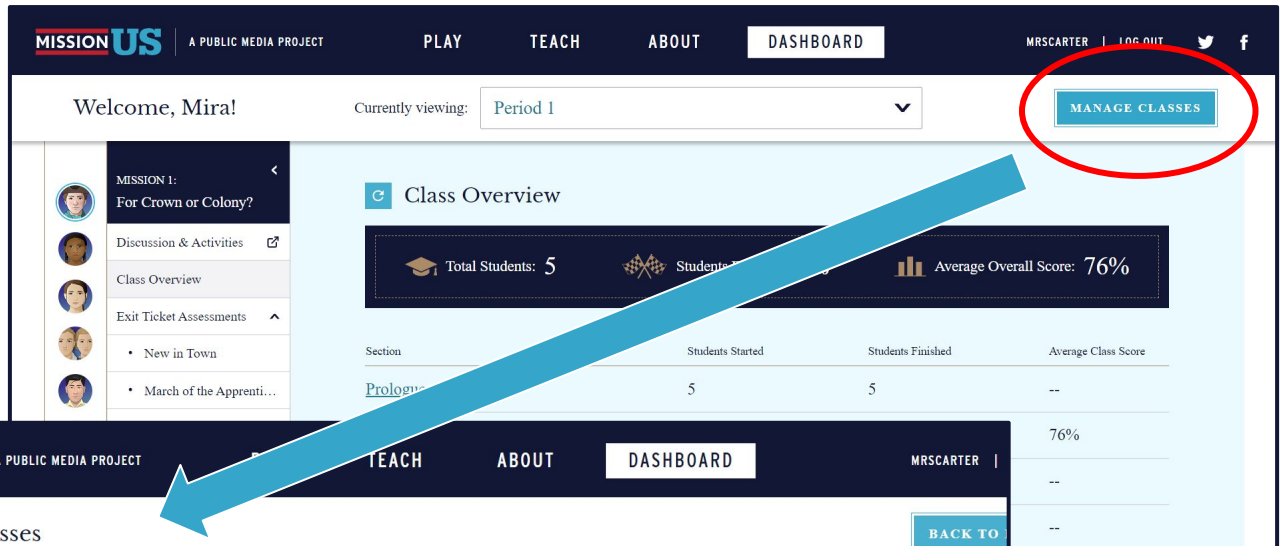 MISSION US A PUBLIC MEDIA PROJECT PLAY TEACH ABOUT DASHBOARD MRSCARTER | LOG OUT
Welcome, Mira! Currently viewing: Period 1 MANAGE CLASSES
MISSION 1:
For Crown or Colony?
Discussion & Activities
Class Overview
Exit Ticket Assessments
• New in Town
• March of the Apprenti...
Class Overview
Total Students: 5 Students Average Overall Score: 76%
Section Students Started Students Finished Average Class Score
Prologue 5 5 --
76%
--
--
PUBLIC MEDIA PROJECT TEACH ABOUT DASHBOARD MRSCARTER |
sses BACK TO